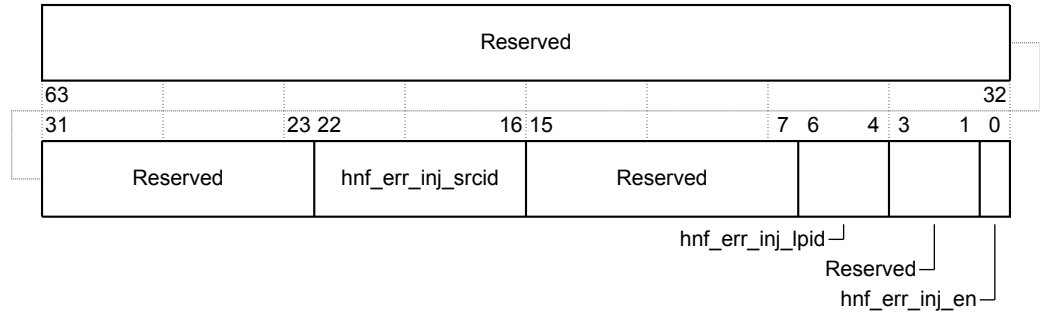 Reserved
63 32
31 23 22 16 15 7 6 4 3 1 0
Reserved hnf_err_inj_srcid Reserved
hnf_err_inj_lpid
Reserved
hnf_err_inj_en